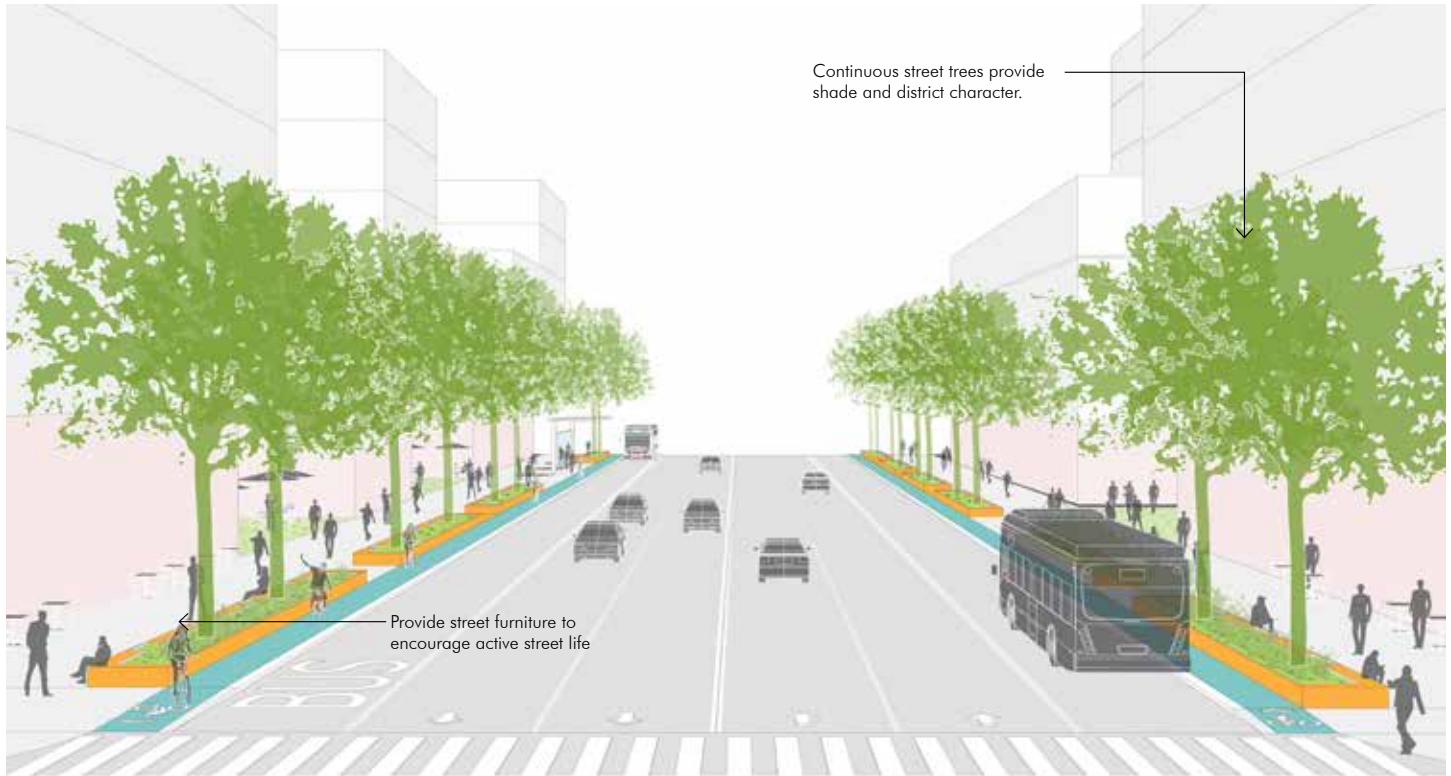 Continuous street trees provide
shade and district character.
Provide street furniture to
encourage active street life
BUS